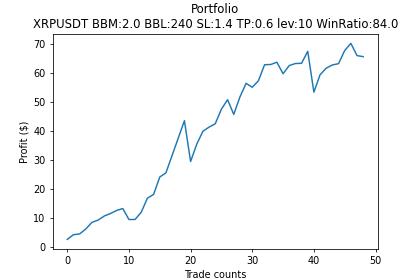 Portfolio
XRPUSDT BBM:2.0 BBL:240 SL:1.4 TP:0.6 lev:10 WinRatio:84.0
70
60
50
40
30
20
10
0
Profit ($)
0 10 20 30 40 50
Trade counts